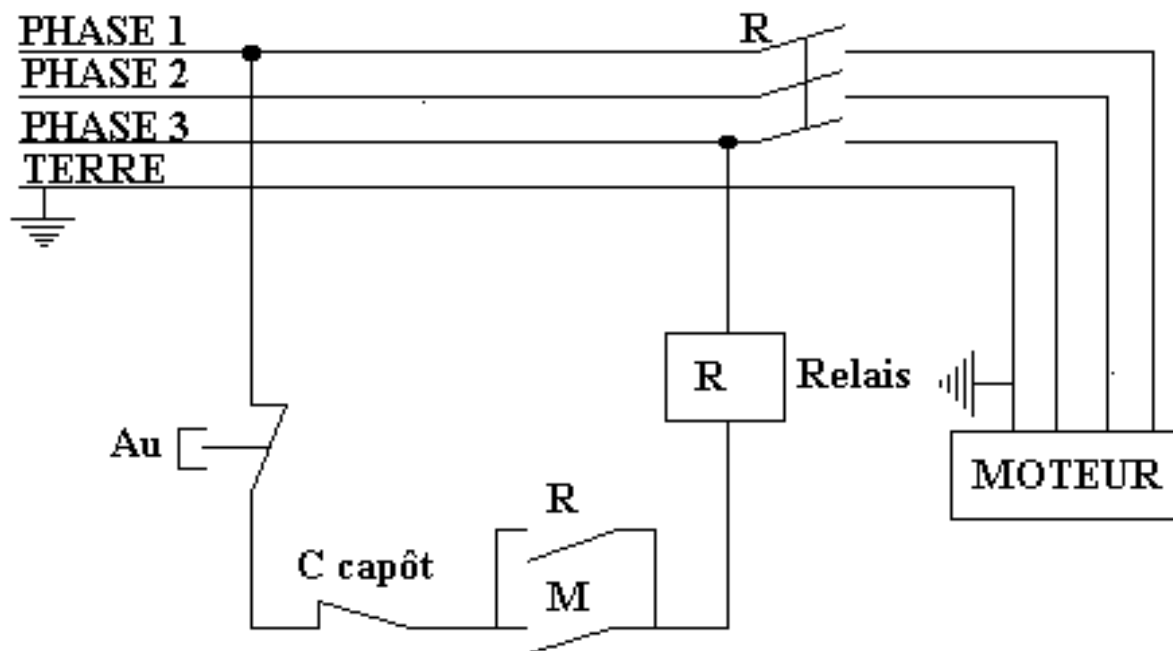 PHASE 1
R
PHASE 2
PHASE 3
TERRE
R
Relais
Au
MOTEUR
R
C capôt
M